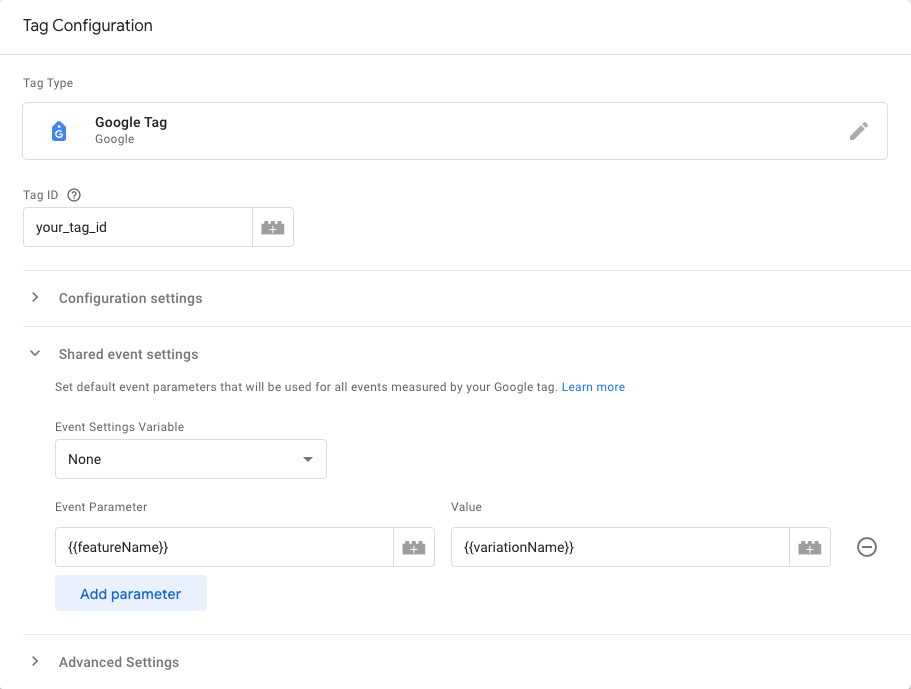 Tag Configuration
Tag Type
Google Tag
Google
Tag ID
your_tag_id
Configuration settings
Shared event settings
Set default event parameters that will be used for all events measured by your Google tag. Learn more
Event Settings Variable
None
Event Parameter Value
{{featureName}} {{variationName}}
Add parameter
Advanced Settings